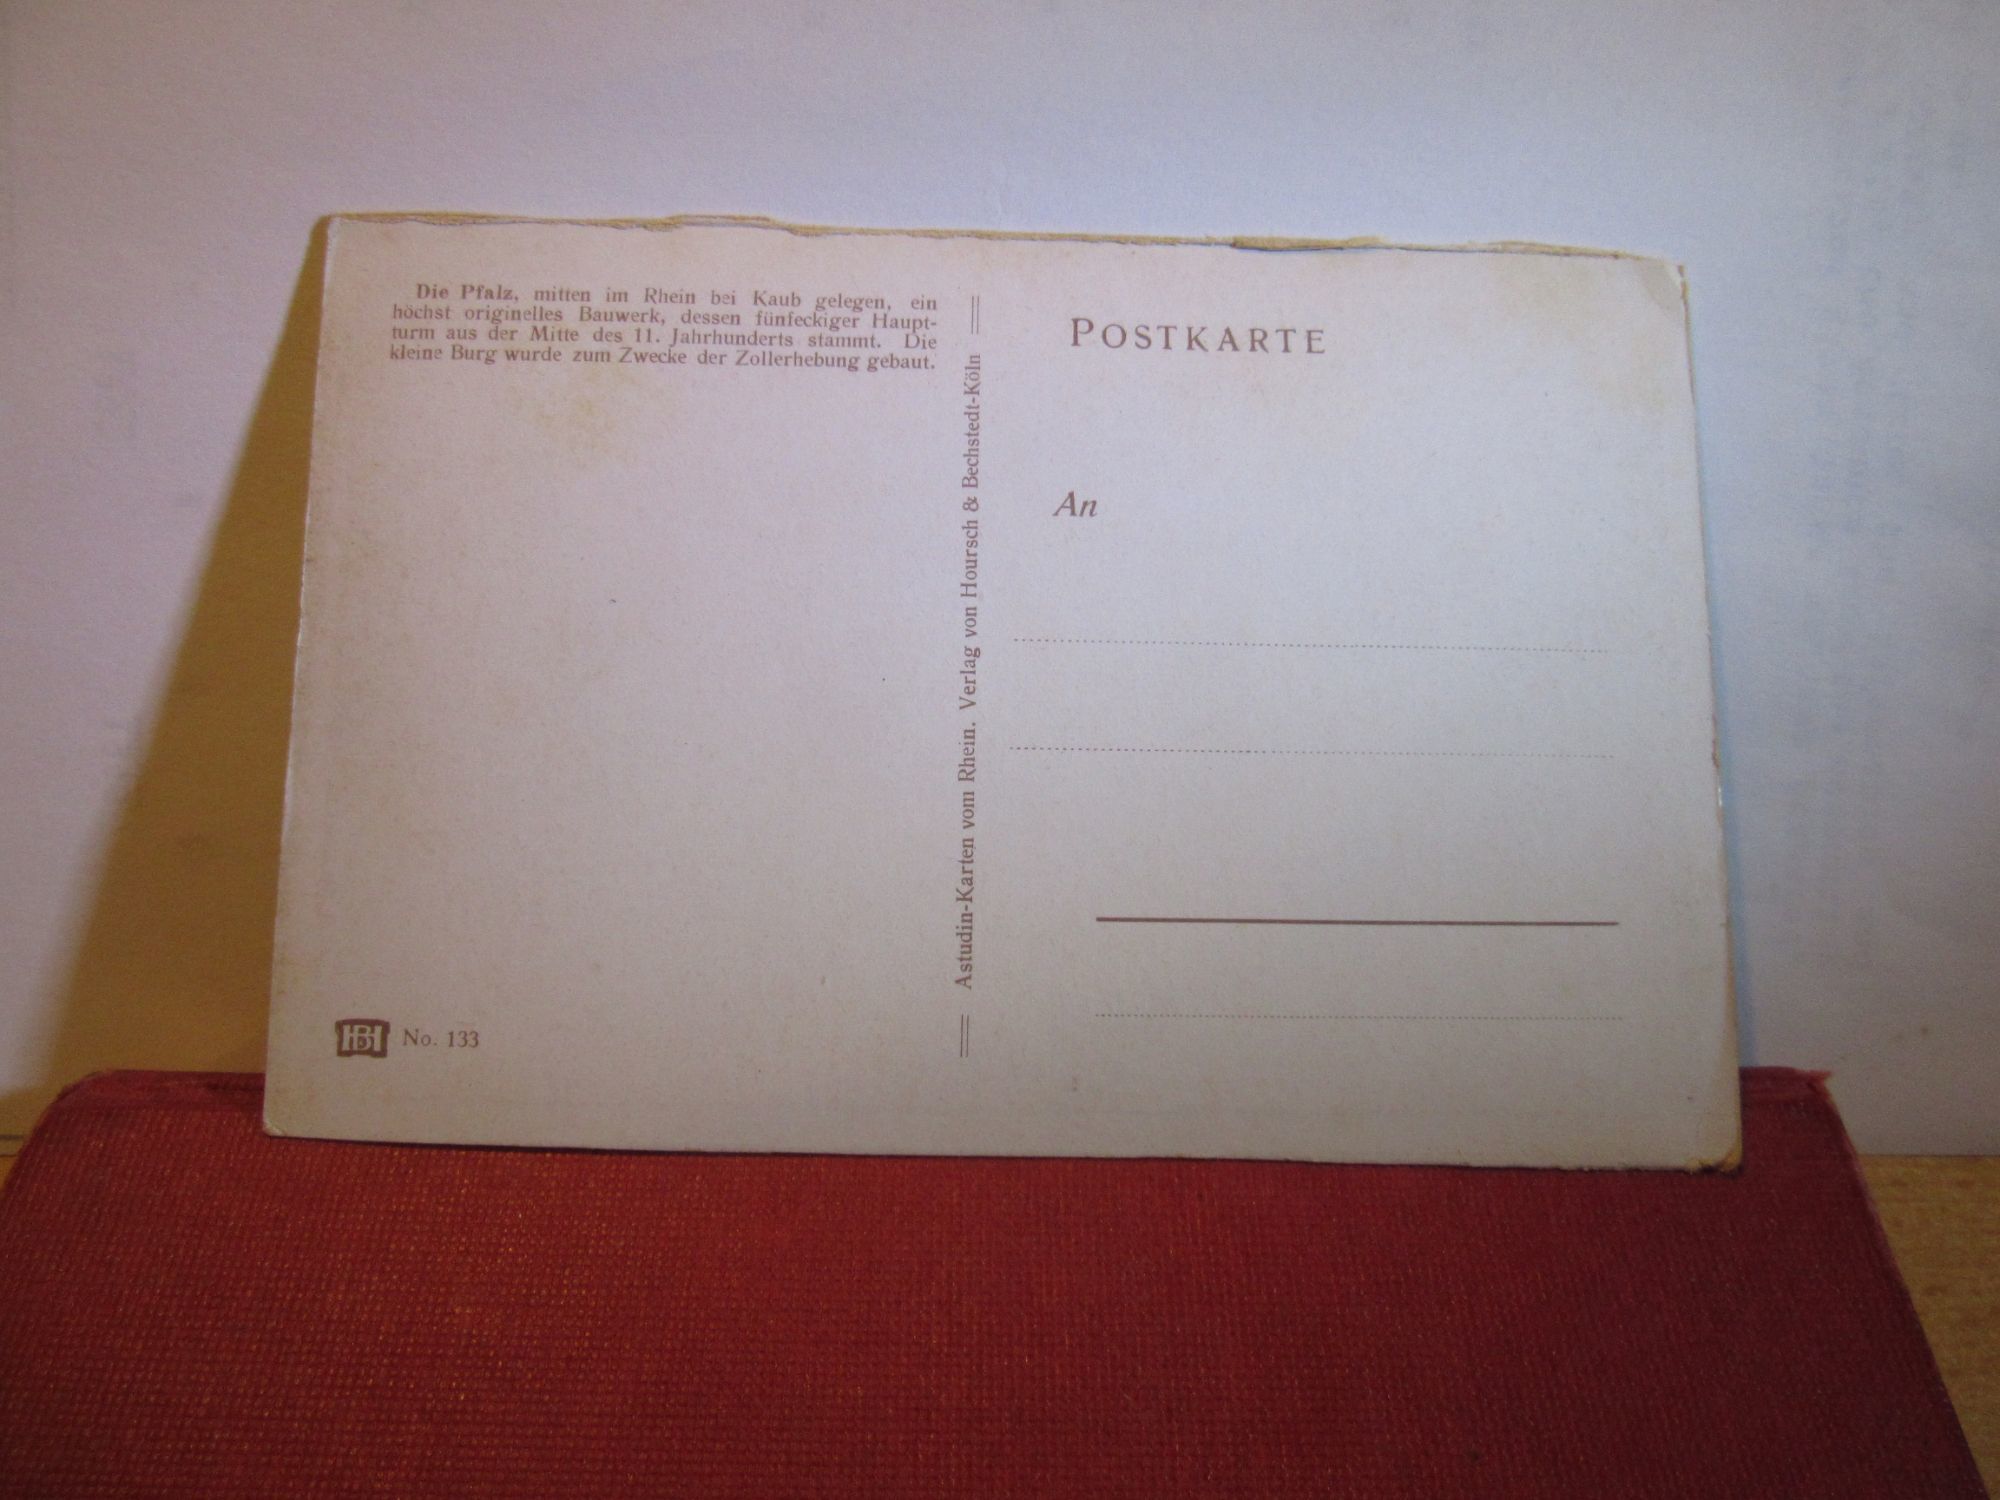 Die Pfalz, mitten im Rhein bei Kaub gelegen, ein
höchst originelles Bauwerk, dessen fünfeckiger Haupt-
turm aus der Mitte des 11. Jahrhunderts stammt. Die
kleine Burg wurde zum Zwecke der Zollerhebung gebaut.
HB No. 133
Astudin-Karten vom Rhein. Verlag von Hoursch & Bechstedt-Köln
POSTKARTE
An